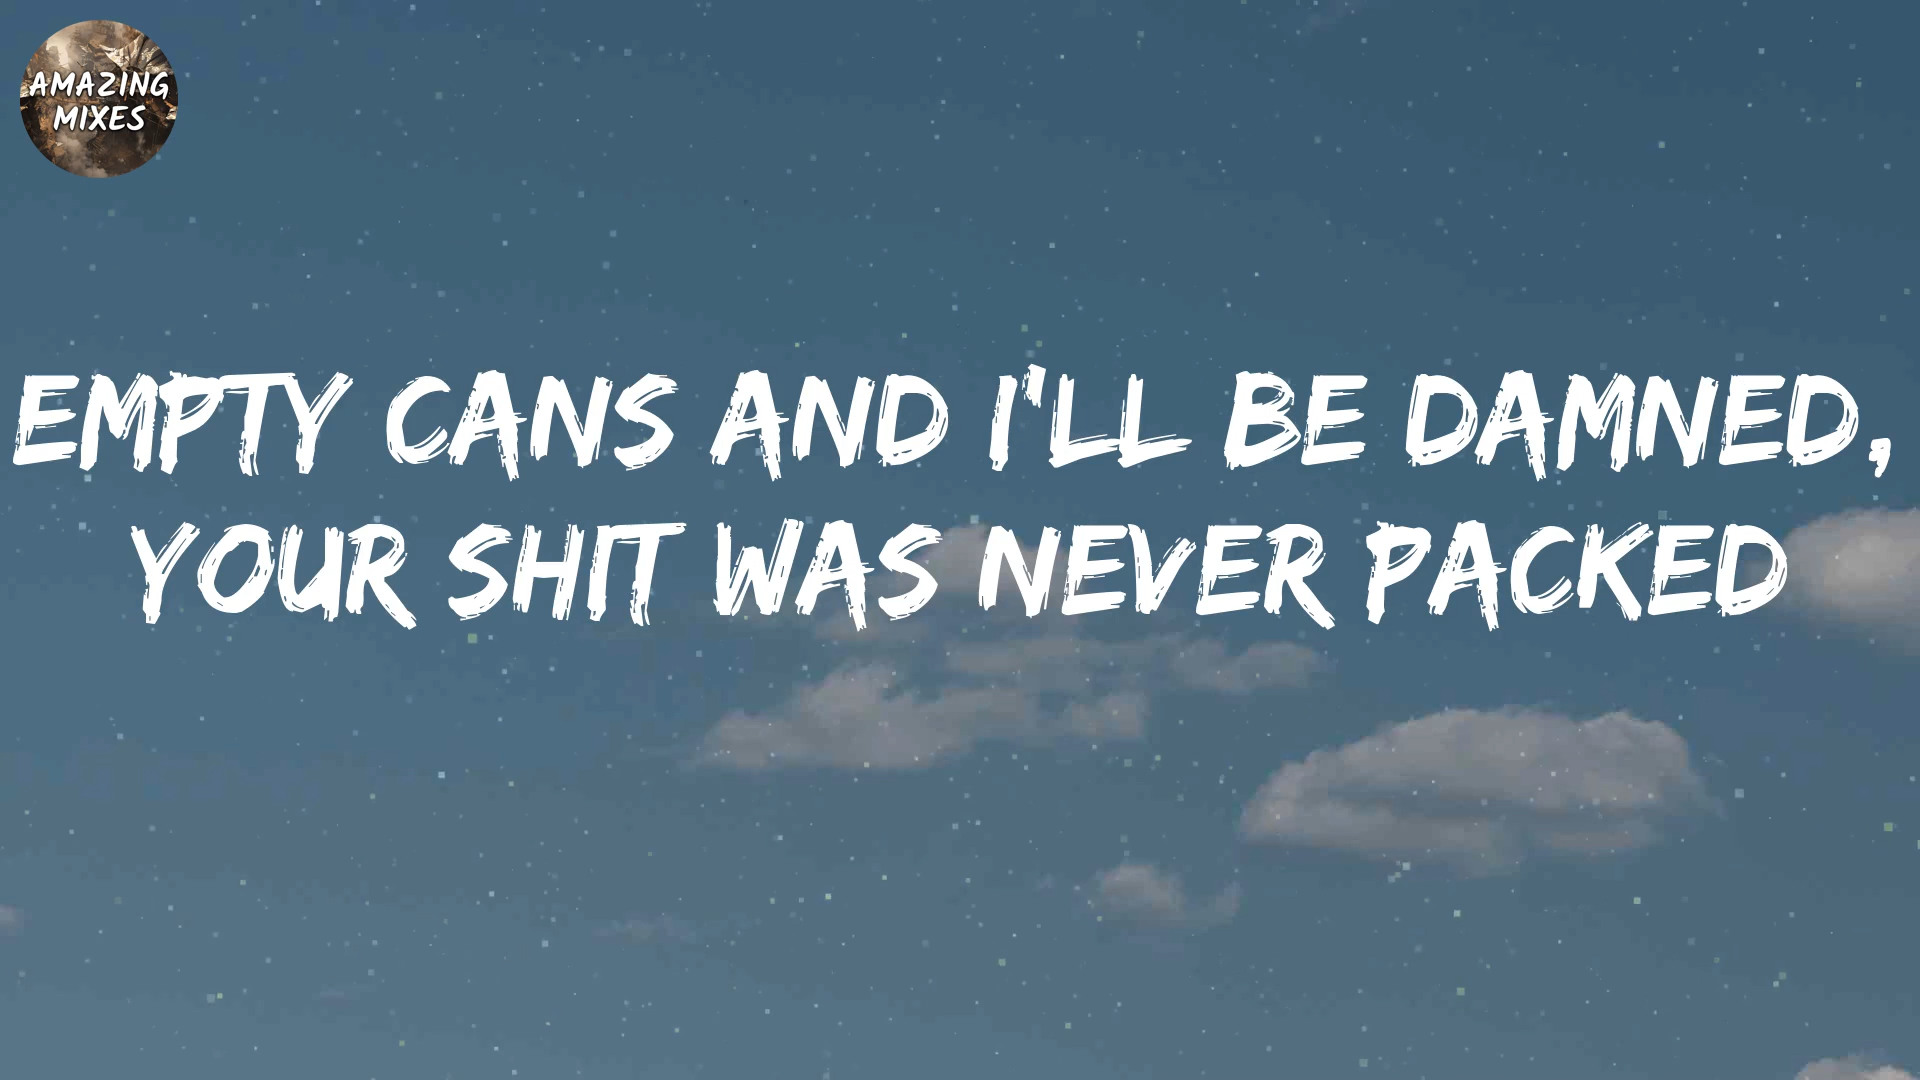 AMAZING
MIXES
EMPTY CANS AND I'LL BE DAMNED,
YOUR SHIT WAS NEVER PACKED